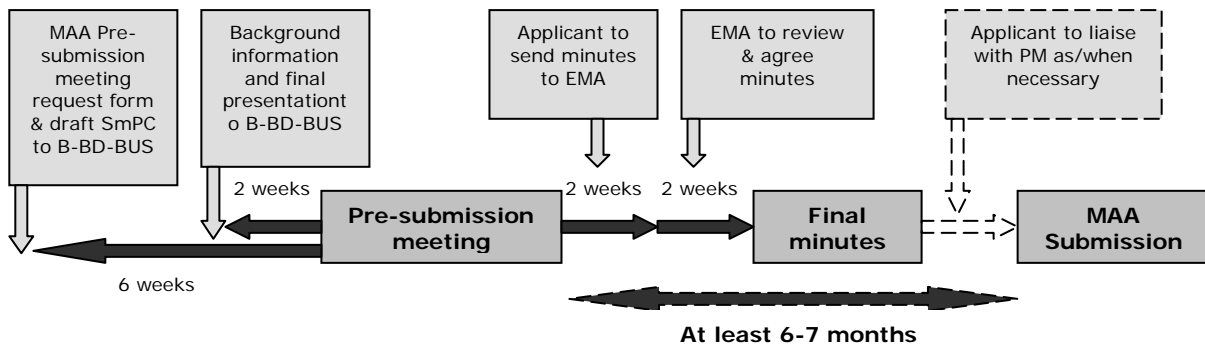 MAA Pre-
submission
meeting
request form
& draft SmPC
to B-BD-BUS
Background
information
and final
presentationt
o B-BD-BUS
Applicant to
send minutes
to EMA
EMA to review
& agree
minutes
Applicant to liaise
with PM as/when
necessary
2 weeks
2 weeks
2 weeks
Pre-submission
meeting
Final
minutes
MAA
Submission
6 weeks
At least 6-7 months